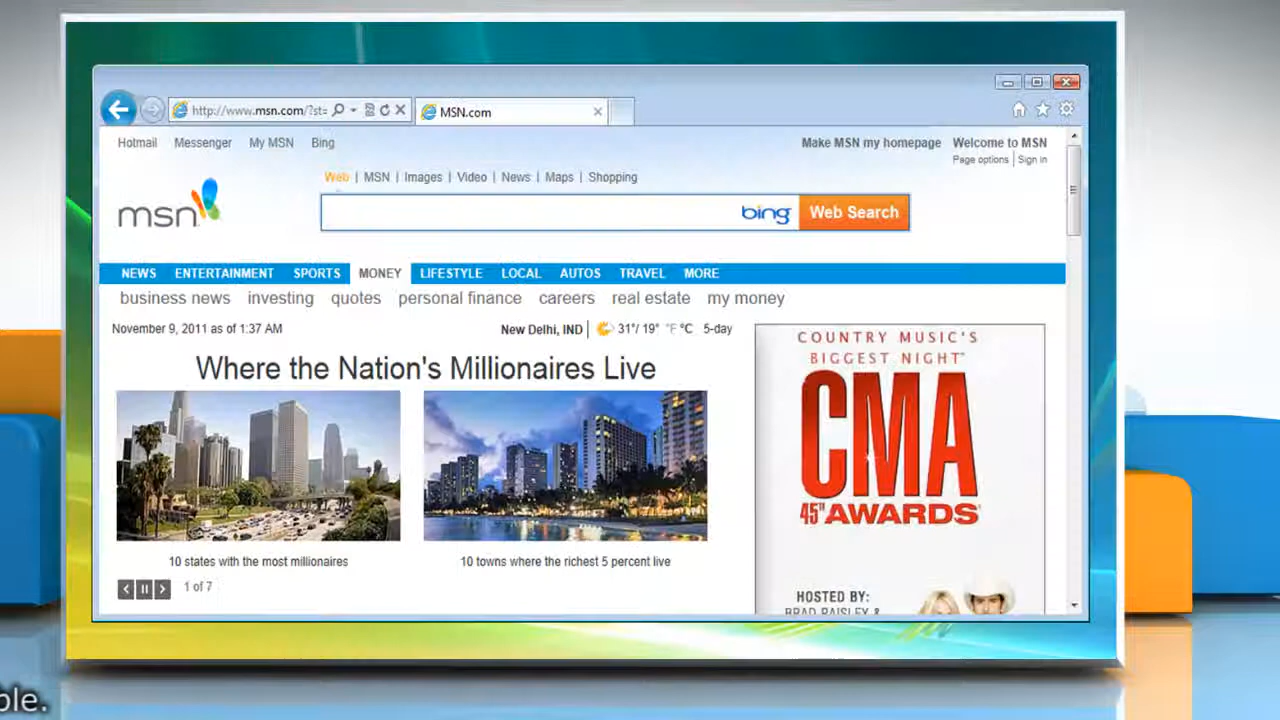 http://www.msn.com/?st=
MSN.com
Hotmail Messenger My MSN Bing
Make MSN my homepage Welcome to MSN
Page options | Sign in
Web | MSN | Images | Video | News | Maps | Shopping
msn
bing Web Search
NEWS ENTERTAINMENT SPORTS MONEY LIFESTYLE LOCAL AUTOS TRAVEL MORE
business news investing quotes personal finance careers real estate my money
November 9, 2011 as of 1:37 AM
New Delhi, IND | 31°/ 19° °F °C 5-day
Where the Nation's Millionaires Live
10 states with the most millionaires
10 towns where the richest 5 percent live
1 of 7
COUNTRY MUSIC'S
BIGGEST NIGHT™
CMA
45th AWARDS
HOSTED BY:
BRAD PAISLEY &
ble.